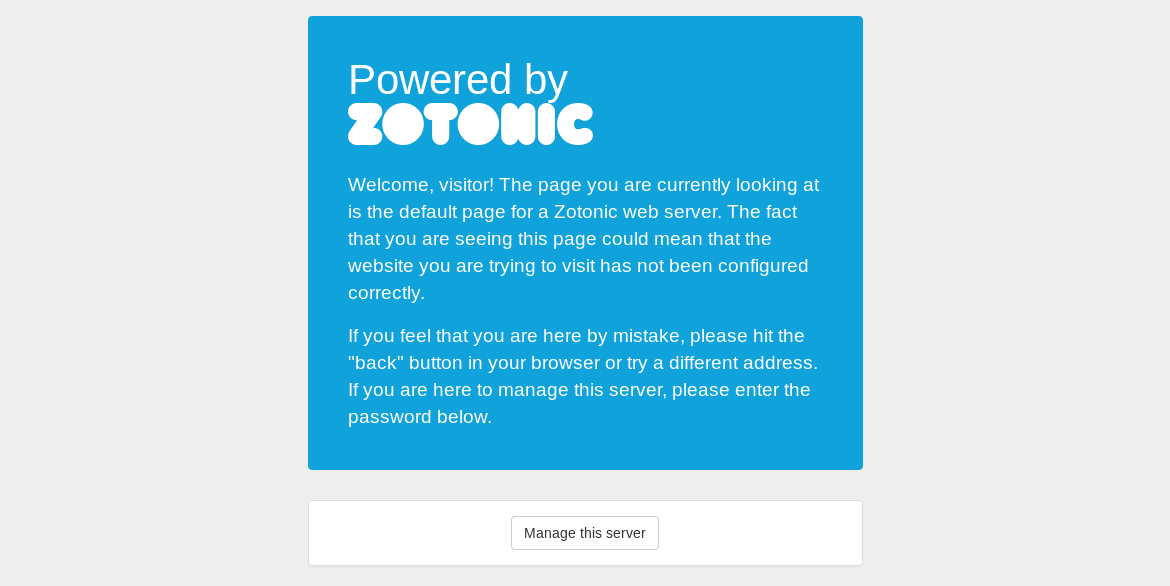 Powered by
ZOTONIC
Welcome, visitor! The page you are currently looking at
is the default page for a Zotonic web server. The fact
that you are seeing this page could mean that the
website you are trying to visit has not been configured
correctly.
If you feel that you are here by mistake, please hit the
"back" button in your browser or try a different address.
If you are here to manage this server, please enter the
password below.
Manage this server